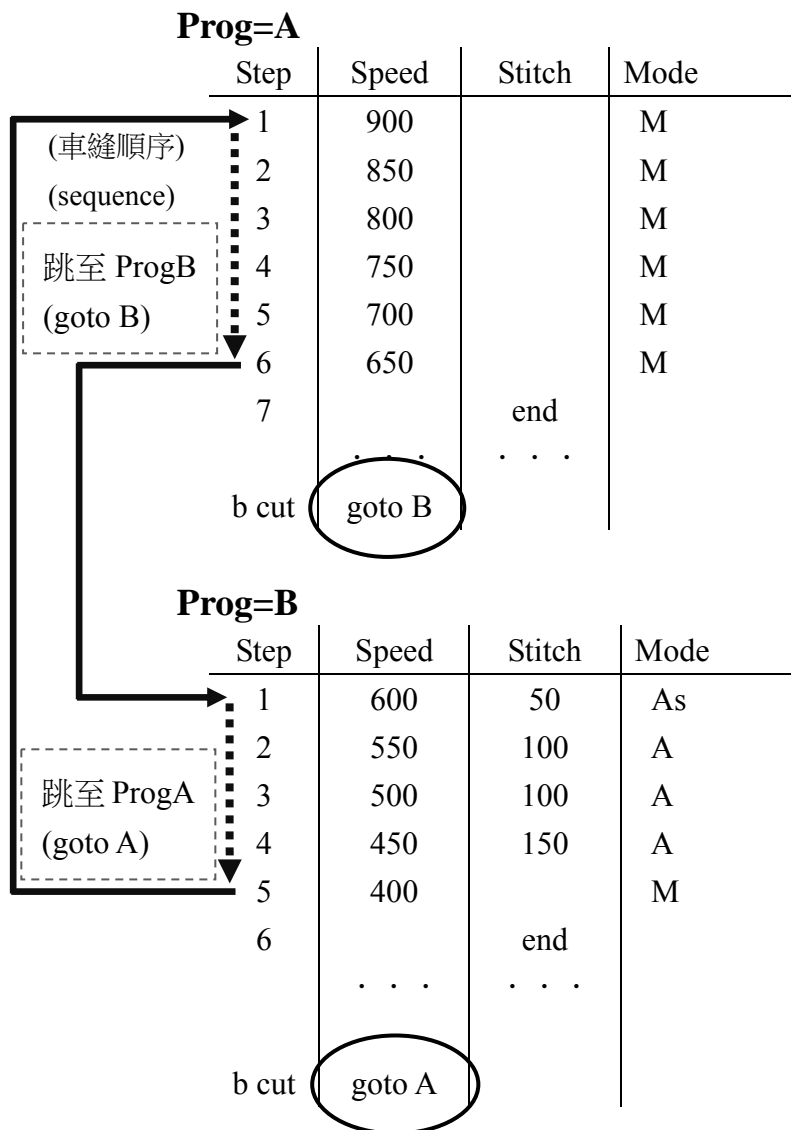 Prog=A
Step Speed Stitch Mode
1 900 M
(車縫順序)
2 850 M
(sequence)
3 800 M
跳至 ProgB
4 750 M
(goto B)
5 700 M
6 650 M
7 end
. . . . . .
b cut goto B
Prog=B
Step Speed Stitch Mode
1 600 50 As
2 550 100 A
跳至 ProgA
3 500 100 A
(goto A)
4 450 150 A
5 400 M
6 end
. . . . . .
b cut goto A